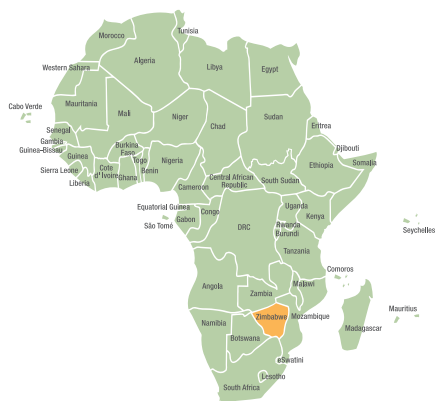 Tunisia
Morocco
Algeria
Libya
Egypt
Western Sahara
Cabo Verde
Mauritania
Mali
Niger
Chad
Sudan
Eritrea
Senegal
Gambia
Guinea-Bissau
Guinea
Sierra Leone
Liberia
Cote
d'Ivoire
Burkina
Faso
Ghana
Togo
Benin
Nigeria
Cameroon
Central African
Republic
South Sudan
Ethiopia
Djibouti
Somalia
Equatorial Guinea
São Tomé
Gabon
Congo
DRC
Uganda
Kenya
Rwanda
Burundi
Tanzania
Seychelles
Comoros
Malawi
Angola
Zambia
Mozambique
Zimbabwe
Namibia
Botswana
Madagascar
Mauritius
eSwatini
Lesotho
South Africa